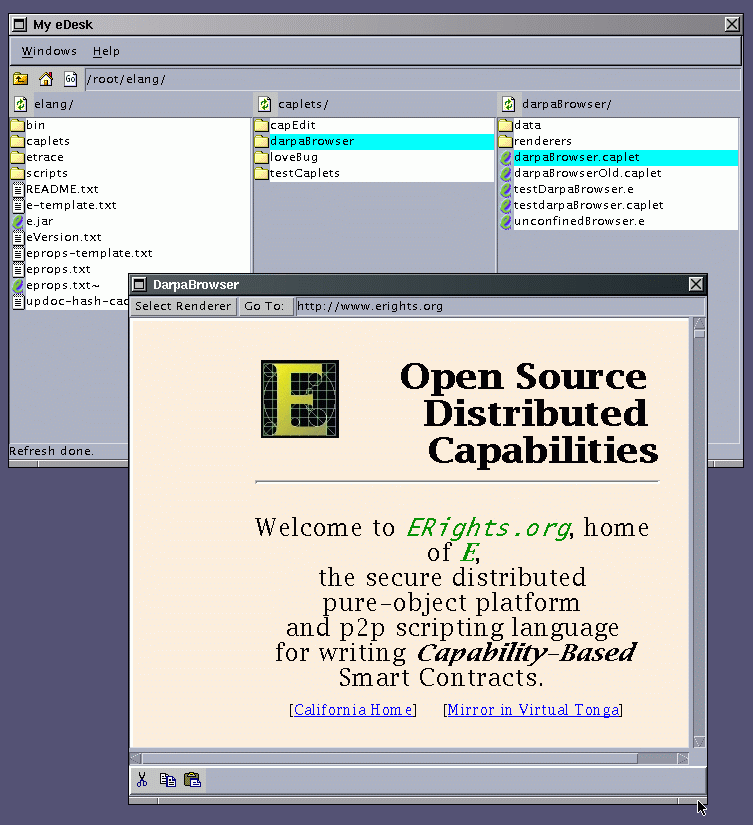 My eDesk
Windows Help
Go /root/elang/
elang/
bin
caplets
etrace
scripts
README.txt
e-template.txt
e.jar
eVersion.txt
eprops-template.txt
eprops.txt
eprops.txt~
updoc-hash-cac
Refresh done.
caplets/
capEdit
darpaBrowser
loveBug
testCaplets
darpaBrowser/
data
renderers
darpaBrowser.caplet
darpaBrowserOld.caplet
testDarpaBrowser.e
testdarpaBrowser.caplet
unconfinedBrowser.e
DarpaBrowser
Select Renderer Go To: http://www.erights.org
E
Open Source
Distributed
Capabilities
Welcome to ERights.org, home
of E,
the secure distributed
pure-object platform
and p2p scripting language
for writing Capability-Based
Smart Contracts.
[California Home] [Mirror in Virtual Tonga]